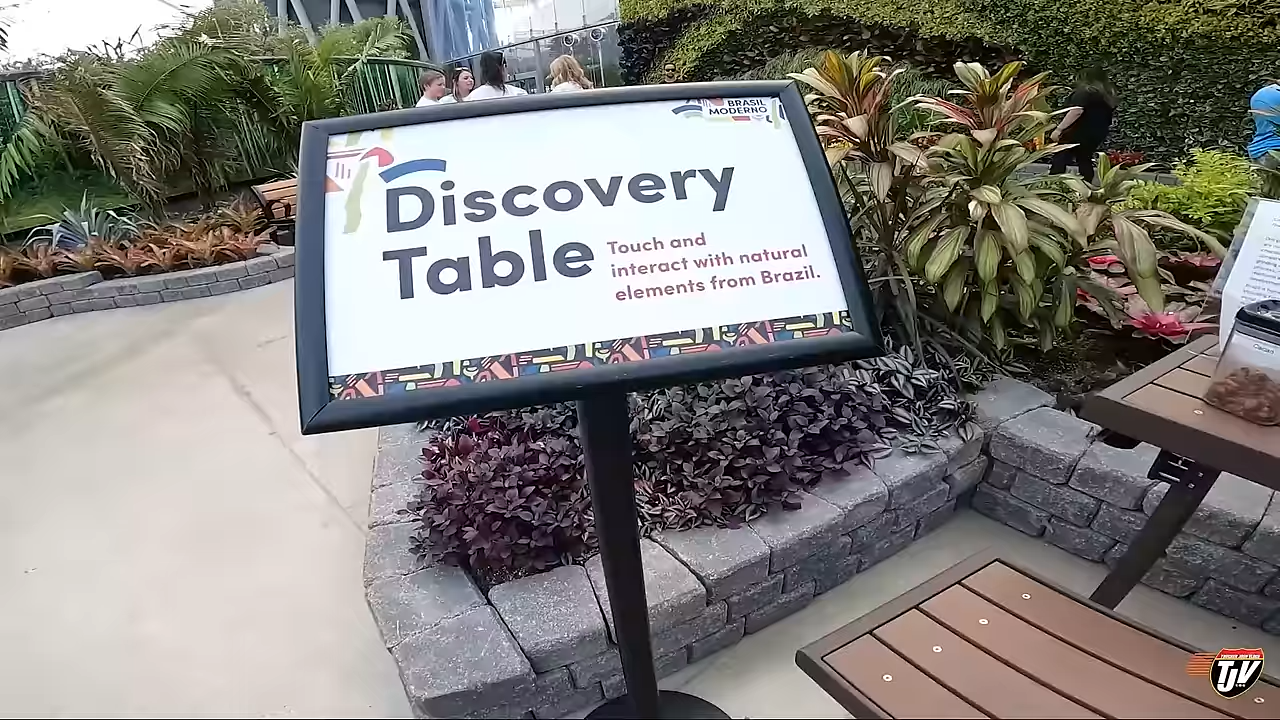 BRASIL
MODERNO
Discovery
Table
Touch and
interact with natural
elements from Brazil.
TJV